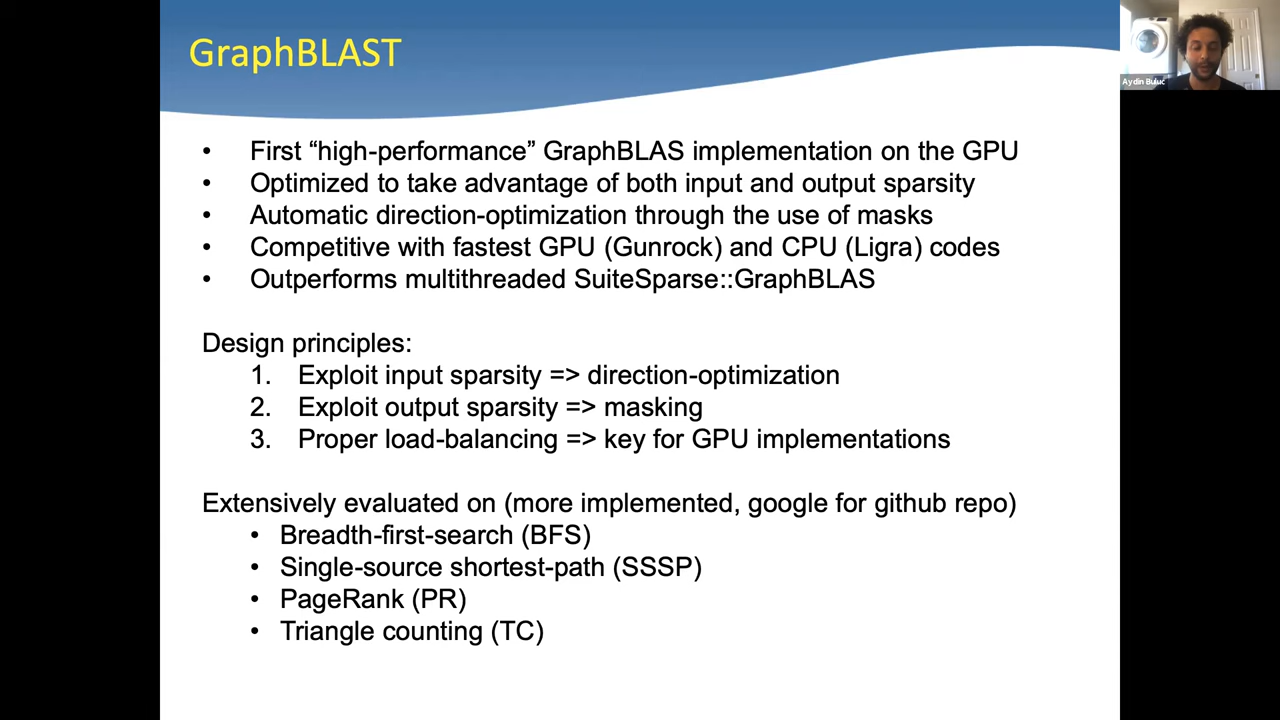 GraphBLAST
Aydin Buluc
• First “high-performance” GraphBLAS implementation on the GPU
• Optimized to take advantage of both input and output sparsity
• Automatic direction-optimization through the use of masks
• Competitive with fastest GPU (Gunrock) and CPU (Ligra) codes
• Outperforms multithreaded SuiteSparse::GraphBLAS
Design principles:
1. Exploit input sparsity => direction-optimization
2. Exploit output sparsity => masking
3. Proper load-balancing => key for GPU implementations
Extensively evaluated on (more implemented, google for github repo)
• Breadth-first-search (BFS)
• Single-source shortest-path (SSSP)
• PageRank (PR)
• Triangle counting (TC)